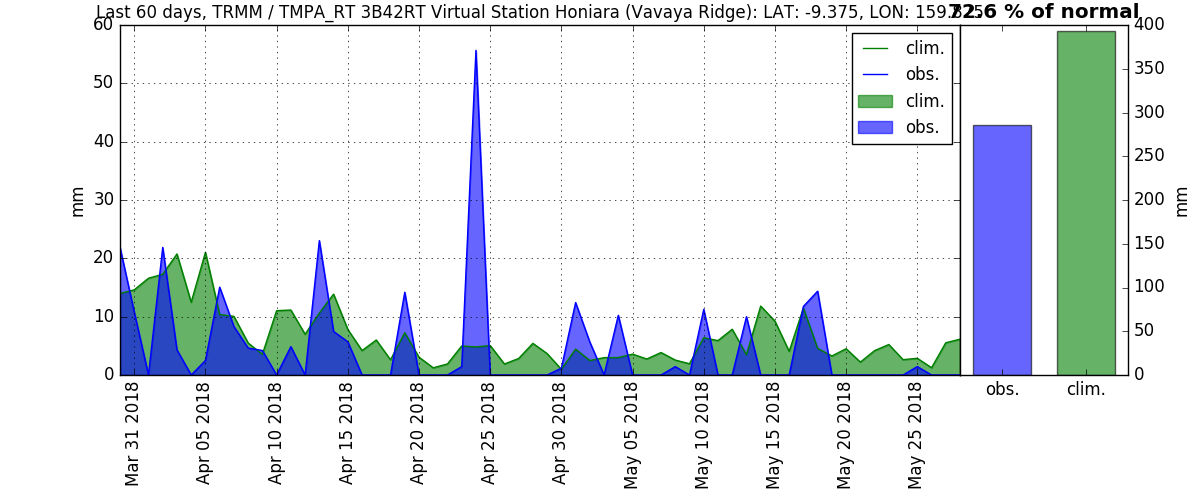 Last 60 days, TRMM / TMPA_RT 3B42RT Virtual Station Honiara (Vavaya Ridge): LAT: -9.375, LON:
72.6 % of normal
mm
60
50
40
30
20
10
0
clim.
obs.
clim.
obs.
Mar 31 2018
Apr 05 2018
Apr 10 2018
Apr 15 2018
Apr 20 2018
Apr 25 2018
Apr 30 2018
May 05 2018
May 10 2018
May 15 2018
May 20 2018
May 25 2018
400
350
300
250
200
150
100
50
0
mm
obs.
clim.